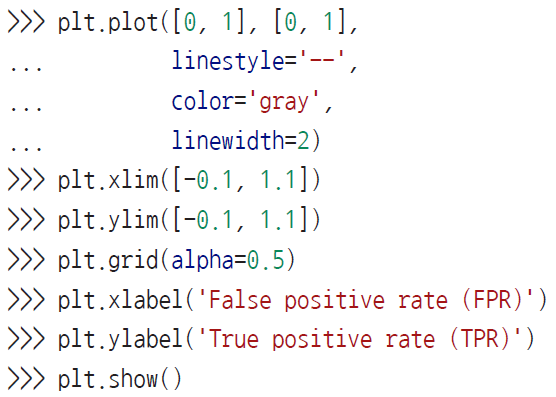 >>> plt.plot([0, 1], [0, 1],
...          linestyle='--',
...          color='gray',
...          linewidth=2)
>>> plt.xlim([-0.1, 1.1])
>>> plt.ylim([-0.1, 1.1])
>>> plt.grid(alpha=0.5)
>>> plt.xlabel('False positive rate (FPR)')
>>> plt.ylabel('True positive rate (TPR)')
>>> plt.show()